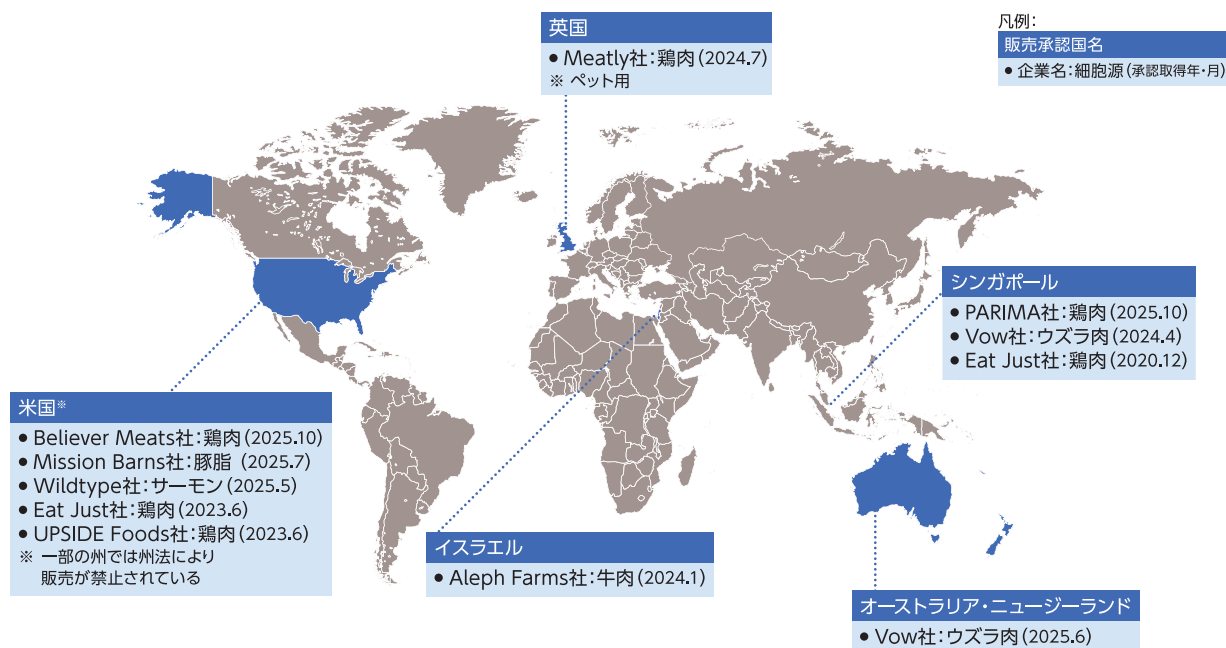 凡例:
販売承認国名
● 企業名:細胞源(承認取得年・月)
英国
● Meatly社:鶏肉(2024.7)
※ ペット用
シンガポール
● PARIMA社:鶏肉(2025.10)
● Vow社:ウズラ肉(2024.4)
● Eat Just社:鶏肉(2020.12)
米国※
● Believer Meats社:鶏肉(2025.10)
● Mission Barns社:豚脂(2025.7)
● Wildtype社:サーモン(2025.5)
● Eat Just社:鶏肉(2023.6)
● UPSIDE Foods社:鶏肉(2023.6)
※ 一部の州では州法により
販売が禁止されている
イスラエル
● Aleph Farms社:牛肉(2024.1)
オーストラリア・ニュージーランド
● Vow社:ウズラ肉(2025.6)